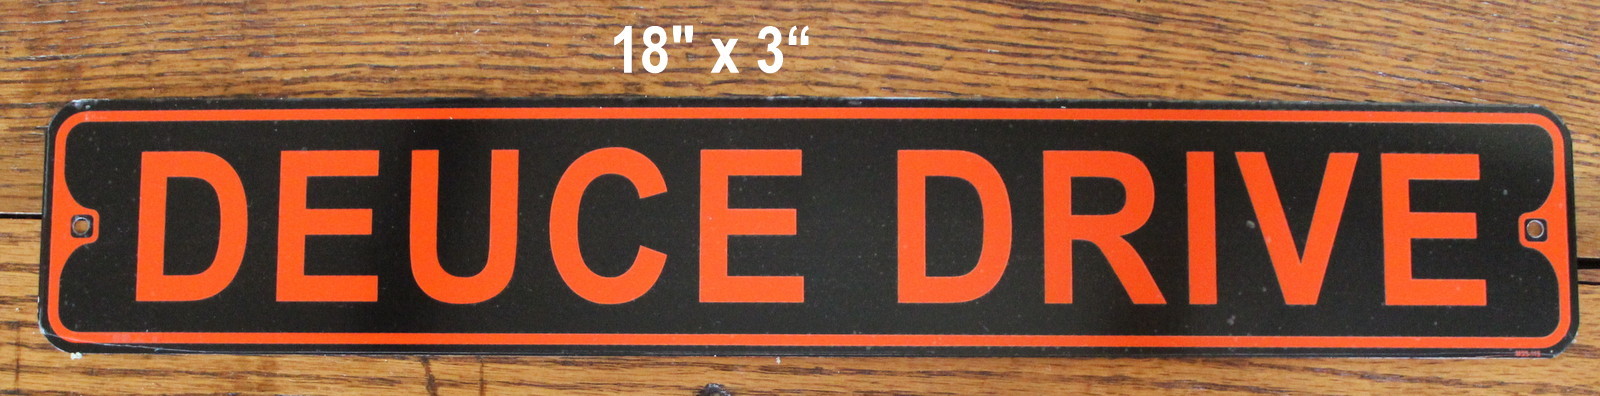 18" x 3“
DEUCE DRIVE